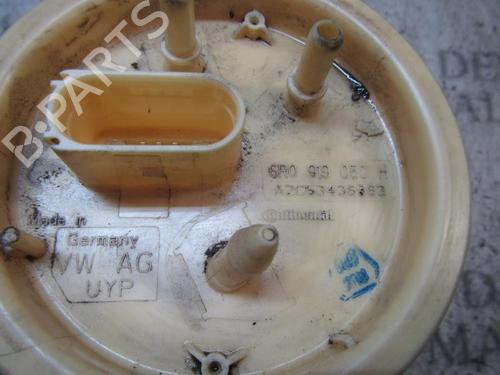 B-PARTS
6R0 919 050 H
A2C53436383
Continental
Made in
Germany
VW AG
UYP